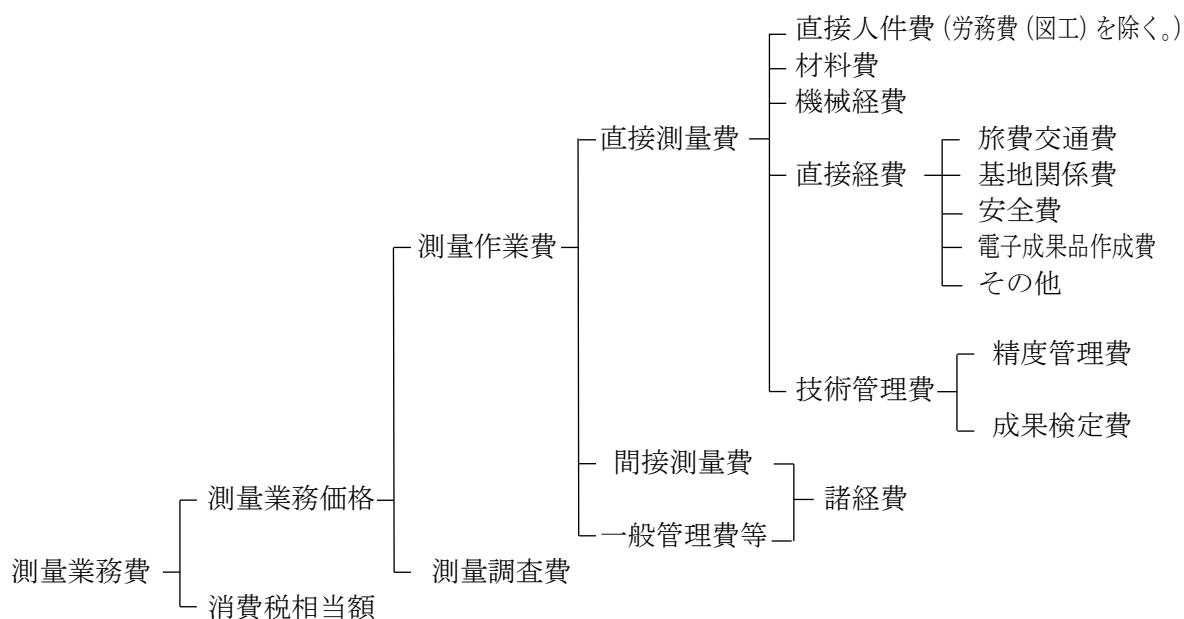 直接人件費（労務費（図工）を除く。）
材料費
機械経費
直接測量費
旅費交通費
直接経費
基地関係費
安全費
測量作業費
電子成果品作成費
その他
精度管理費
技術管理費
成果検定費
間接測量費
測量業務価格
諸経費
一般管理費等
測量業務費
測量調査費
消費税相当額